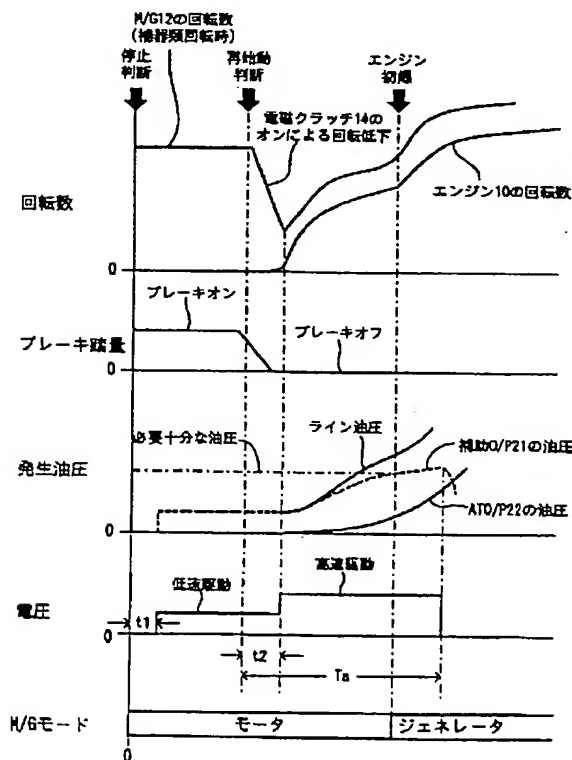 M/G12の回転数
(補器類回転時)
停止
判断
再始動
判断
エンジン
初爆
電磁クラッチ14の
オンによる回転低下
エンジン10の回転数
回転数
0
ブレーキオン
ブレーキオフ
ブレーキ踏量
0
必要十分な油圧
ライン油圧
補助O/P21の油圧
発生油圧
ATO/P22の油圧
0
低速駆動
高速駆動
電圧
0
t1
t2
Ta
M/Gモード
モータ
ジェネレータ
0